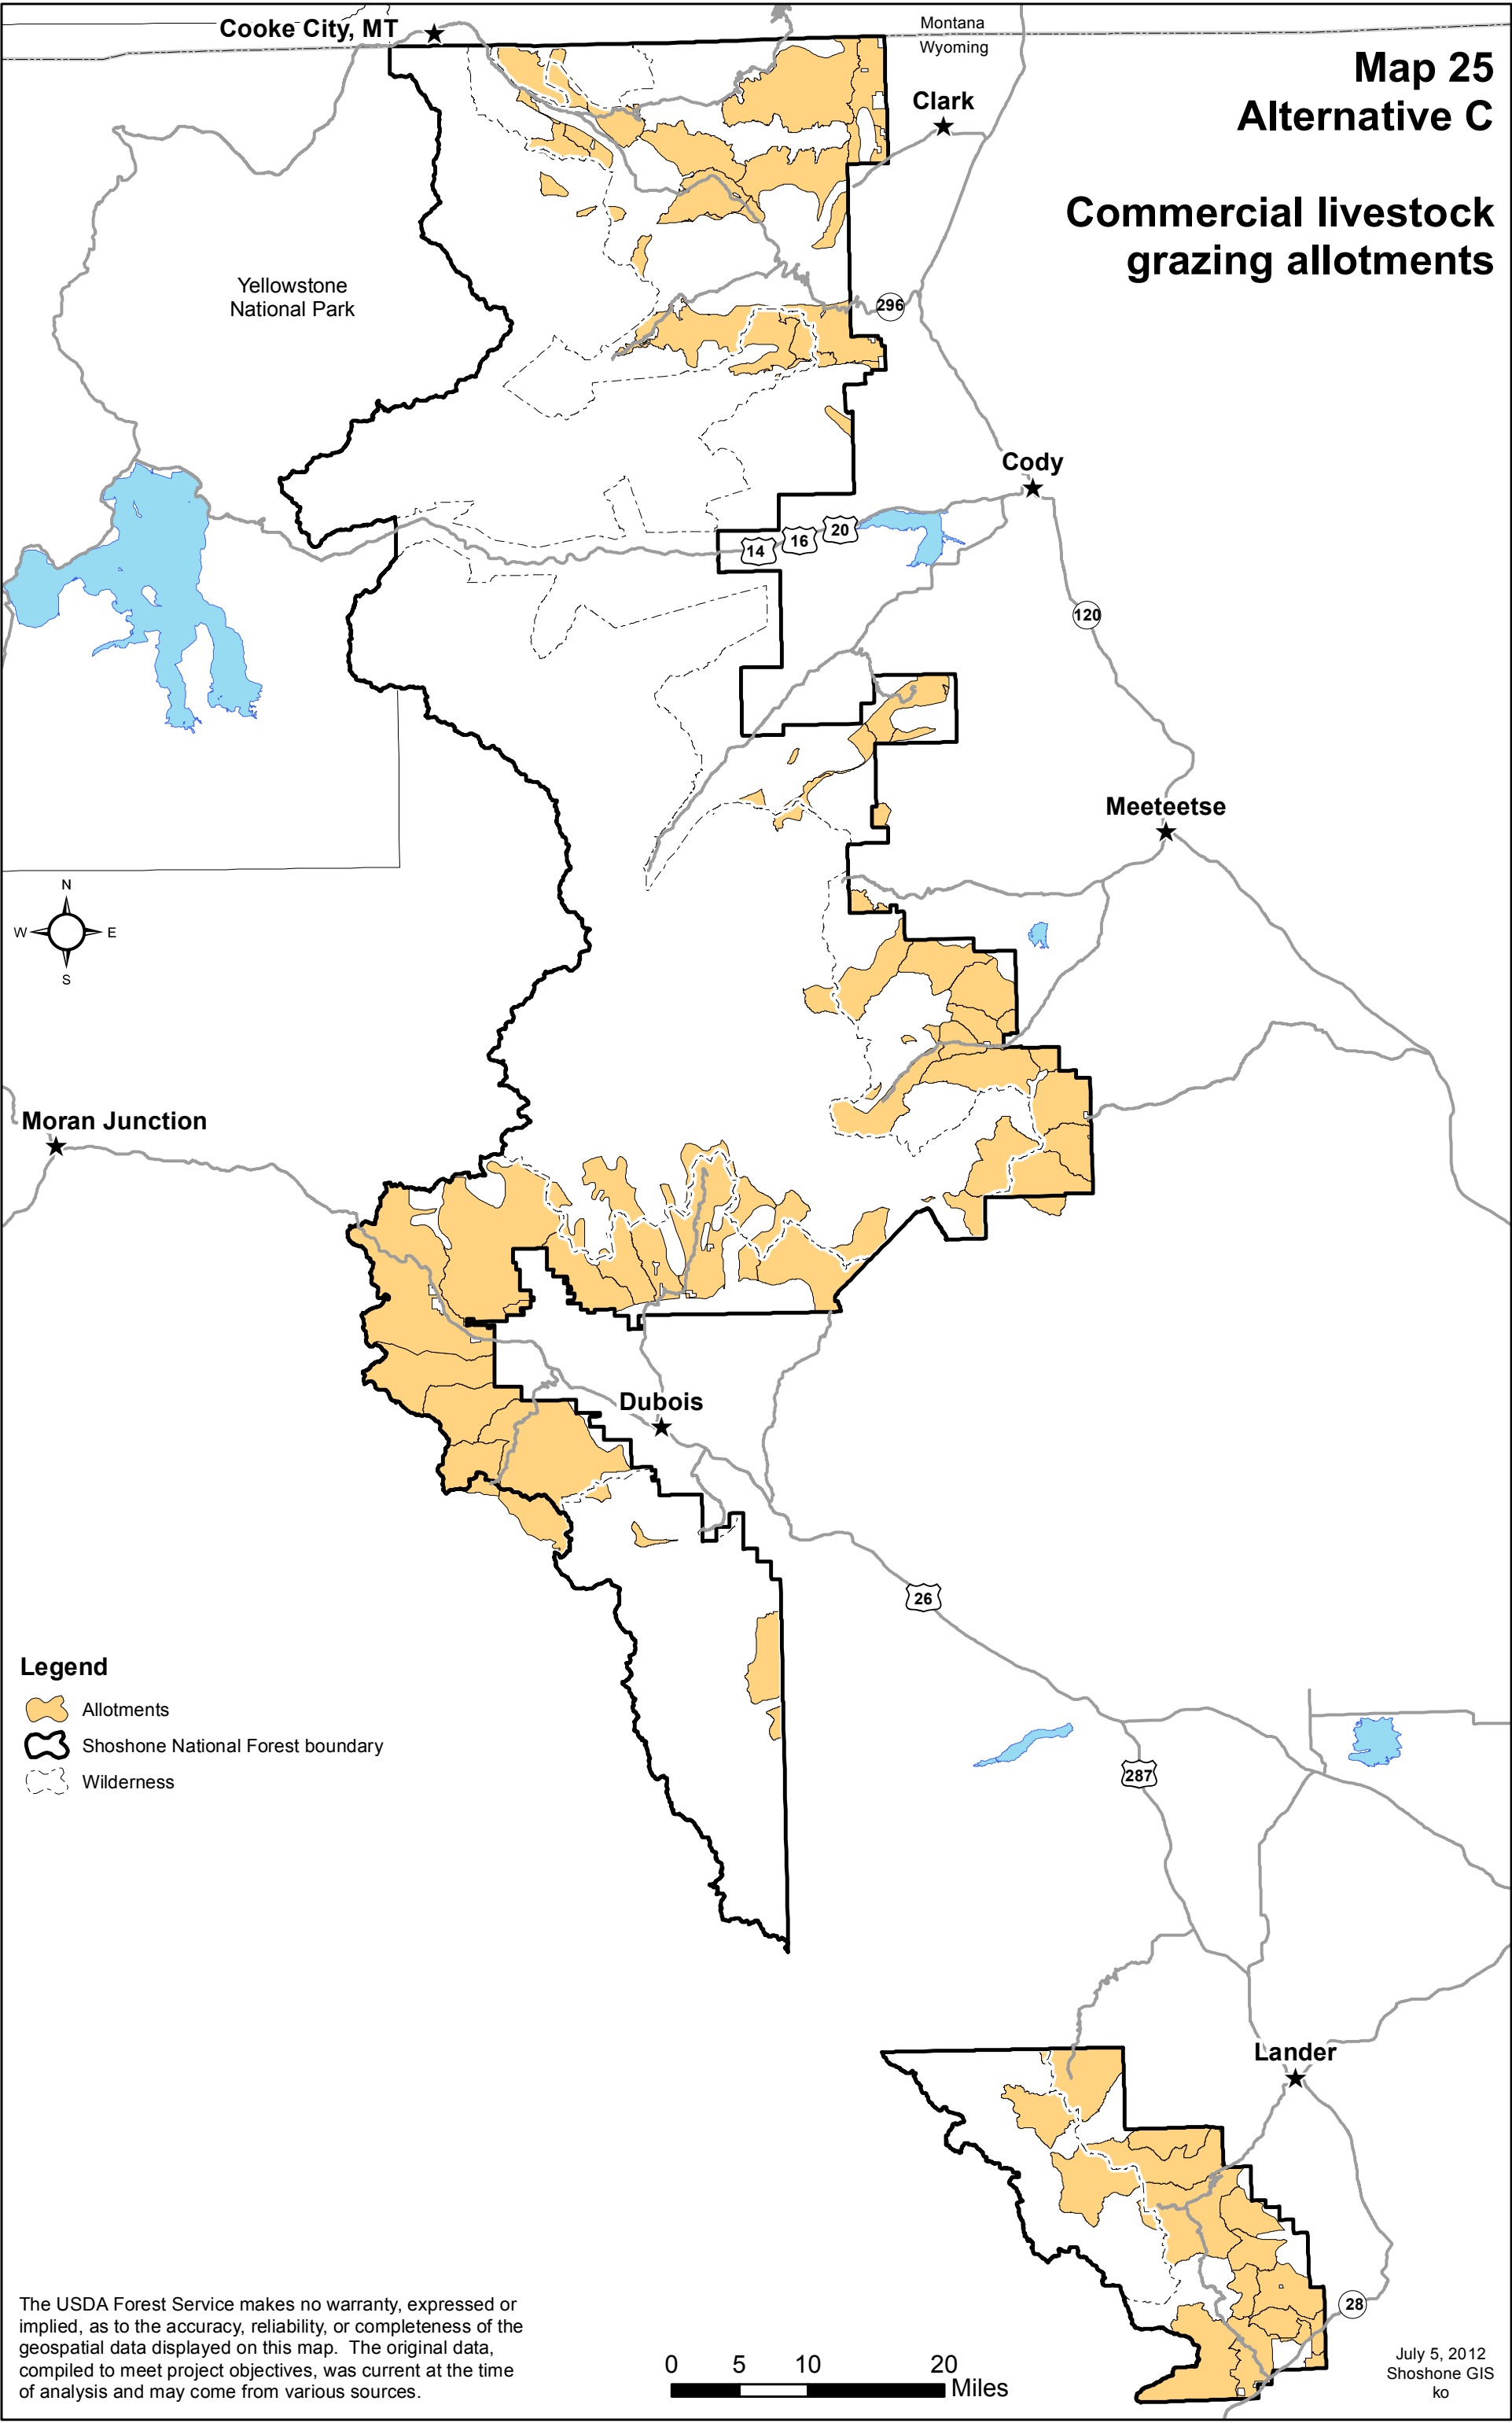 Cooke City, MT
Montana
Wyoming
Map 25
Alternative C
Clark
Commercial livestock
grazing allotments
Yellowstone
National Park
296
Cody
14
16
20
120
Meeteetse
N
W
E
S
Moran Junction
Dubois
26
Legend
Allotments
Shoshone National Forest boundary
Wilderness
287
Lander
28
The USDA Forest Service makes no warranty, expressed or
implied, as to the accuracy, reliability, or completeness of the
geospatial data displayed on this map. The original data,
compiled to meet project objectives, was current at the time
of analysis and may come from various sources.
0 5 10 20
Miles
July 5, 2012
Shoshone GIS
ko